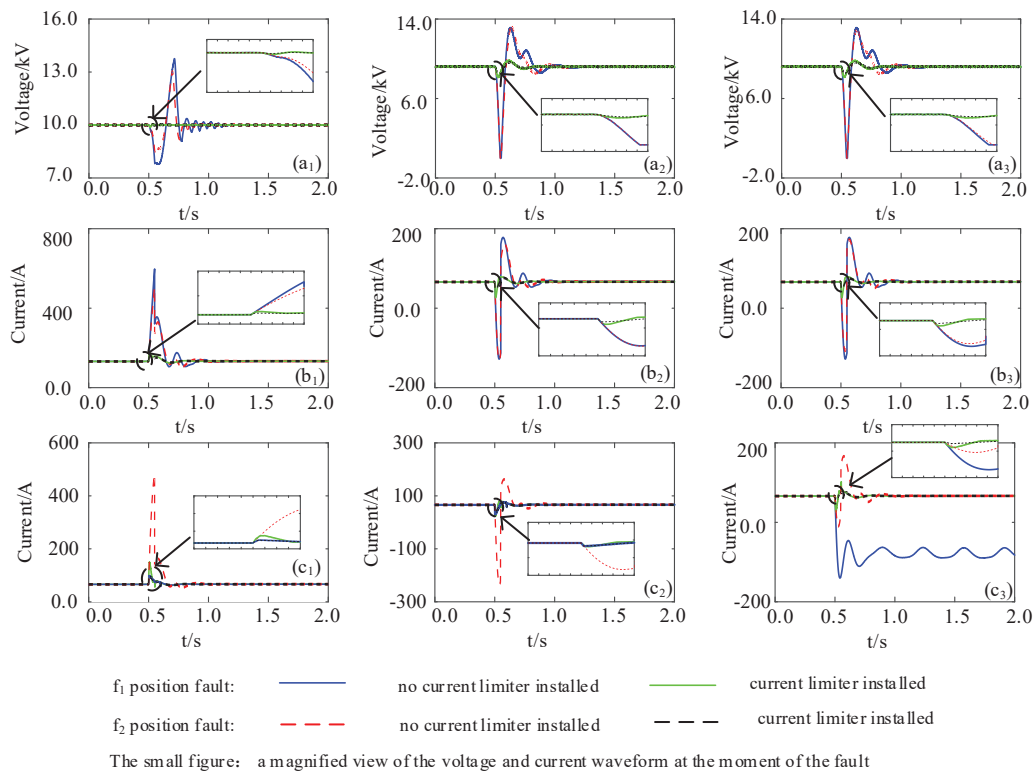 14.0
10.0
13.0
10.0
7.0
Voltage/kV
(a1)
0.0 0.5 1.0 1.5 2.0
t/s
14.0
6.0
-2.0
Voltage/kV
(a2)
0.0 0.5 1.0 1.5 2.0
t/s
14.0
6.0
-2.0
Voltage/kV
(a3)
0.0 0.5 1.0 1.5 2.0
t/s
800
400
0.0
Current/A
(b1)
0.0 0.5 1.0 1.5 2.0
t/s
200
0.0
-200
Current/A
(b2)
0.0 0.5 1.0 1.5 2.0
t/s
200
0.0
-200
Current/A
(b3)
0.0 0.5 1.0 1.5 2.0
t/s
600
400
200
0.0
Current/A
(c1)
0.0 0.5 1.0 1.5 2.0
t/s
300
100
-100
-300
Current/A
(c2)
0.0 0.5 1.0 1.5 2.0
t/s
200
0.0
-200
Current/A
(c3)
0.0 0.5 1.0 1.5 2.0
t/s
f1 position fault: no current limiter installed current limiter installed
f2 position fault: no current limiter installed current limiter installed
The small figure: a magnified view of the voltage and current waveform at the moment of the fault